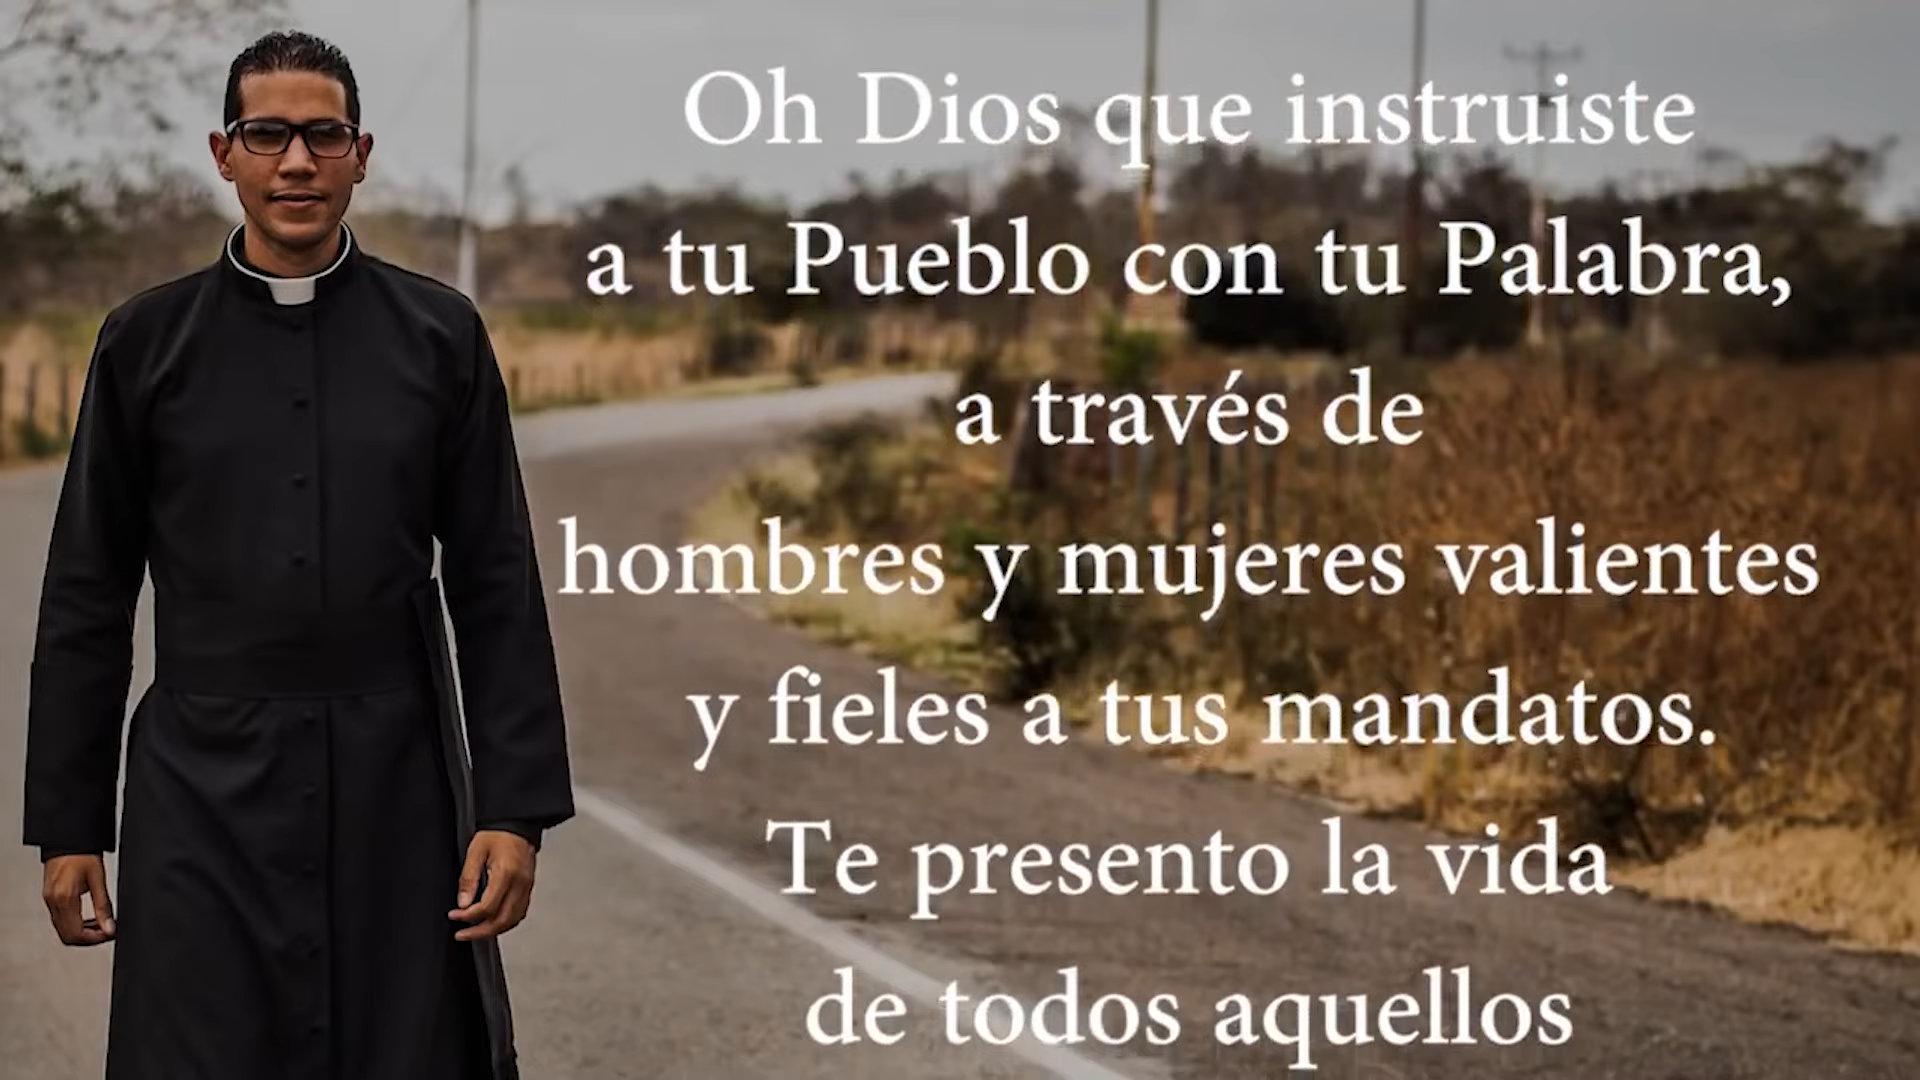 Oh Dios que instruiste
a tu Pueblo con tu Palabra,
a través de
hombres y mujeres valientes
y fieles a tus mandatos.
Te presento la vida
de todos aquellos